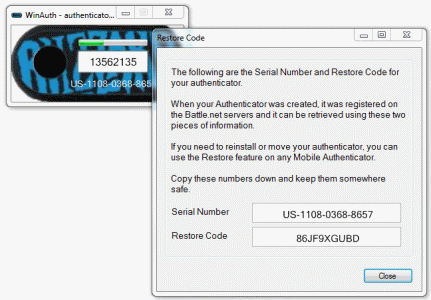 WinAuth - authenticato...
13562135
US-1108-0368-8657
Restore Code
The following are the Serial Number and Restore Code for
your authenticator.
When your Authenticator was created, it was registered on
the Battle.net servers and it can be retrieved using these two
pieces of information.
If you need to reinstall or move your authenticator, you can
use the Restore feature on any Mobile Authenticator.
Copy these numbers down and keep them somewhere
safe.
Serial Number US-1108-0368-8657
Restore Code 86JF9XGUBD
Close